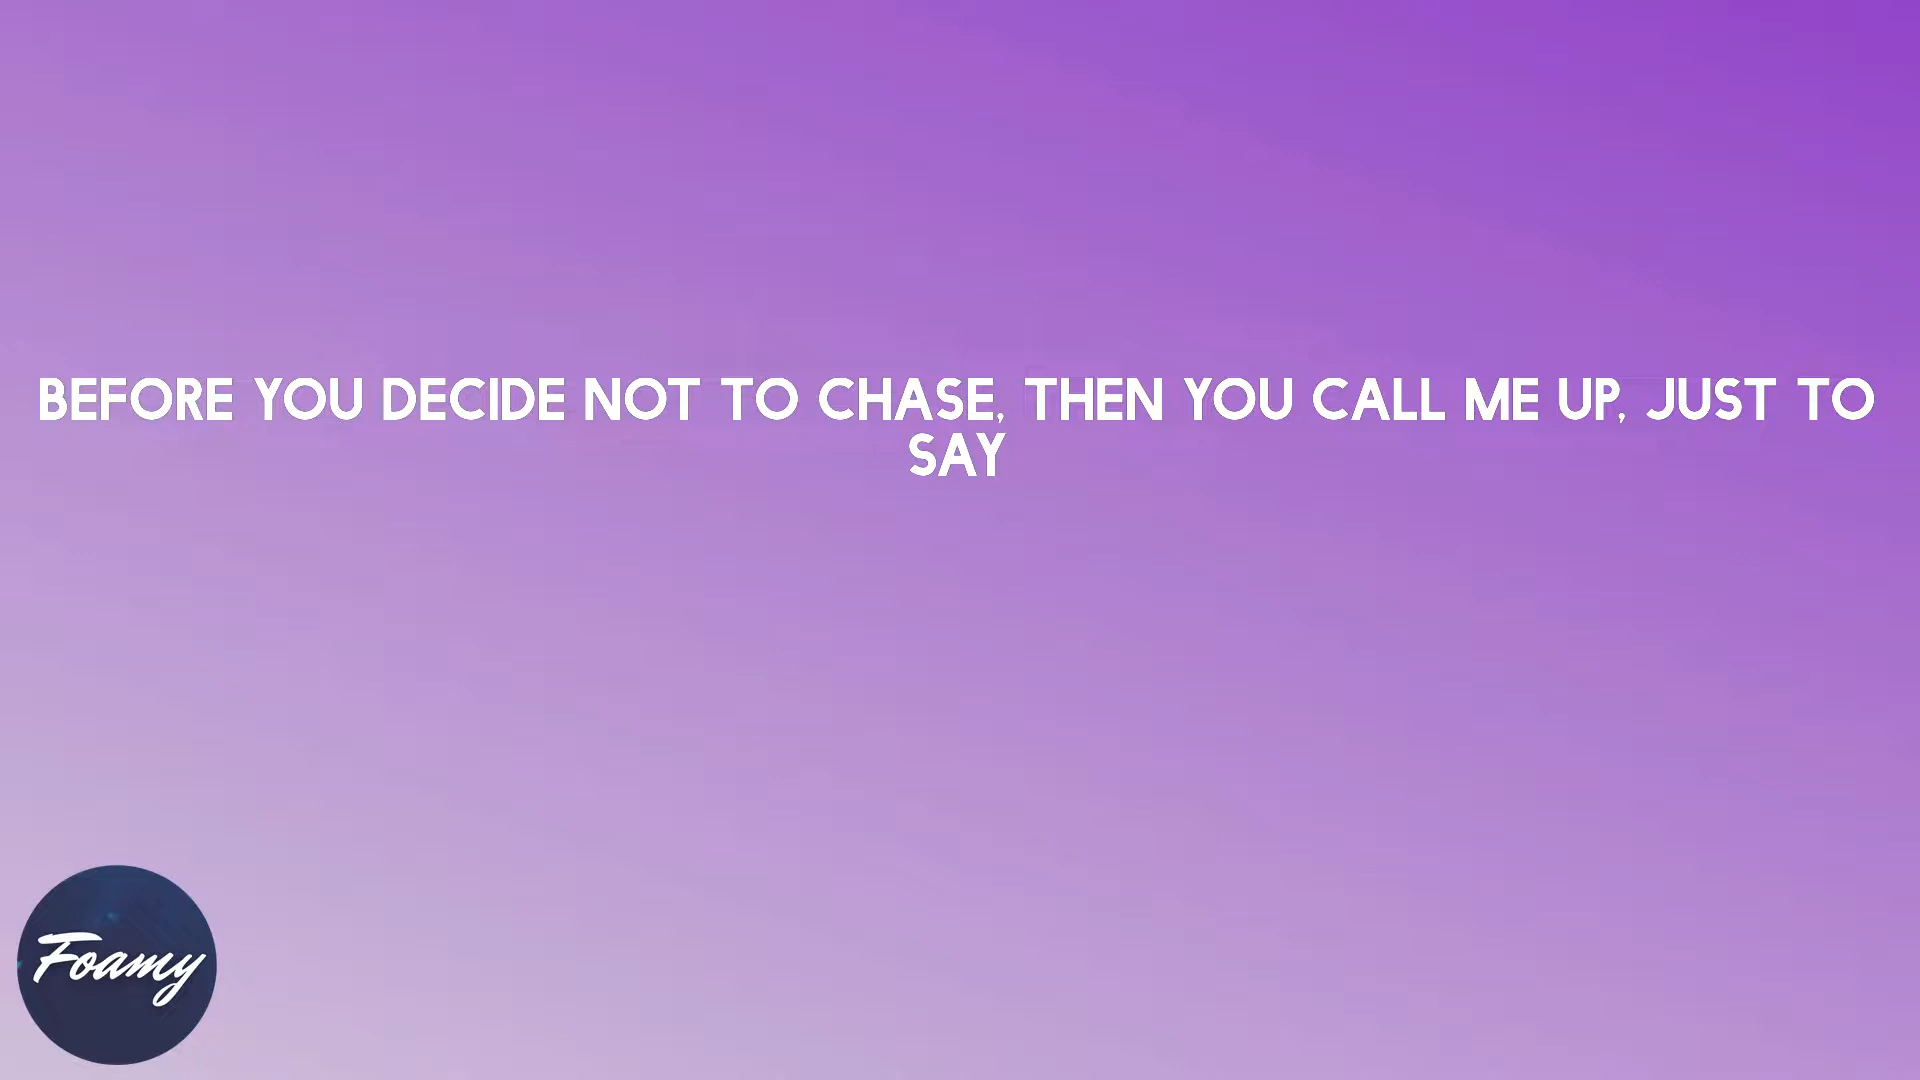 BEFORE YOU DECIDE NOT TO CHASE, THEN YOU CALL ME UP, JUST TO
SAY
Foamy